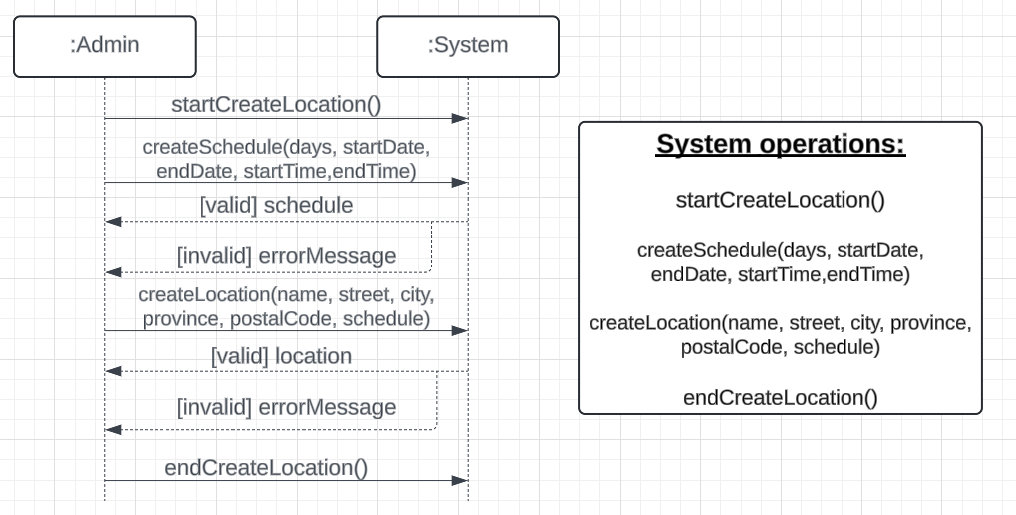 :Admin
:System
startCreateLocation()
createSchedule(days, startDate,
endDate, startTime,endTime)
[valid] schedule
[invalid] errorMessage
createLocation(name, street, city,
province, postalCode, schedule)
[valid] location
[invalid] errorMessage
endCreateLocation()
System operations:
startCreateLocation()
createSchedule(days, startDate,
endDate, startTime,endTime)
createLocation(name, street, city, province,
postalCode, schedule)
endCreateLocation()